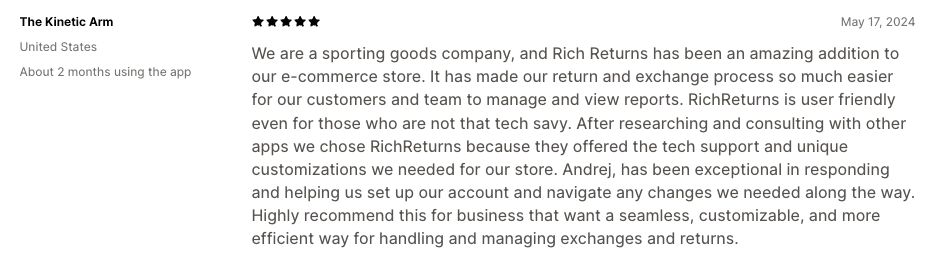 The Kinetic Arm
United States
About 2 months using the app
★★★★★
May 17, 2024
We are a sporting goods company, and Rich Returns has been an amazing addition to
our e-commerce store. It has made our return and exchange process so much easier
for our customers and team to manage and view reports. RichReturns is user friendly
even for those who are not that tech savy. After researching and consulting with other
apps we chose RichReturns because they offered the tech support and unique
customizations we needed for our store. Andrej, has been exceptional in responding
and helping us set up our account and navigate any changes we needed along the way.
Highly recommend this for business that want a seamless, customizable, and more
efficient way for handling and managing exchanges and returns.